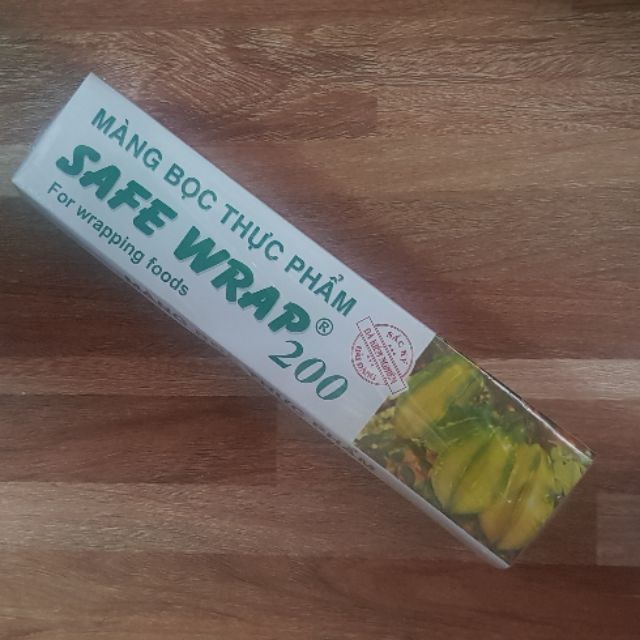 MÀNG BỌC THỰC PHẨM
SAFE WRAP®
For wrapping foods
200